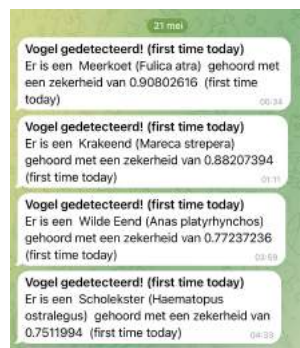 21 mei
Vogel gedetecteerd! (first time today)
Er is een Meerkoet (Fulica atra) gehoord met
een zekerheid van 0.90802616 (first time
today)
00:34
Vogel gedetecteerd! (first time today)
Er is een Krakeend (Mareca strepera)
gehoord met een zekerheid van 0.88207394
(first time today)
01:11
Vogel gedetecteerd! (first time today)
Er is een Wilde Eend (Anas platyrhynchos)
gehoord met een zekerheid van 0.77237236
(first time today)
03:59
Vogel gedetecteerd! (first time today)
Er is een Scholekster (Haematopus
ostralegus) gehoord met een zekerheid van
0.7511994 (first time today)
04:39